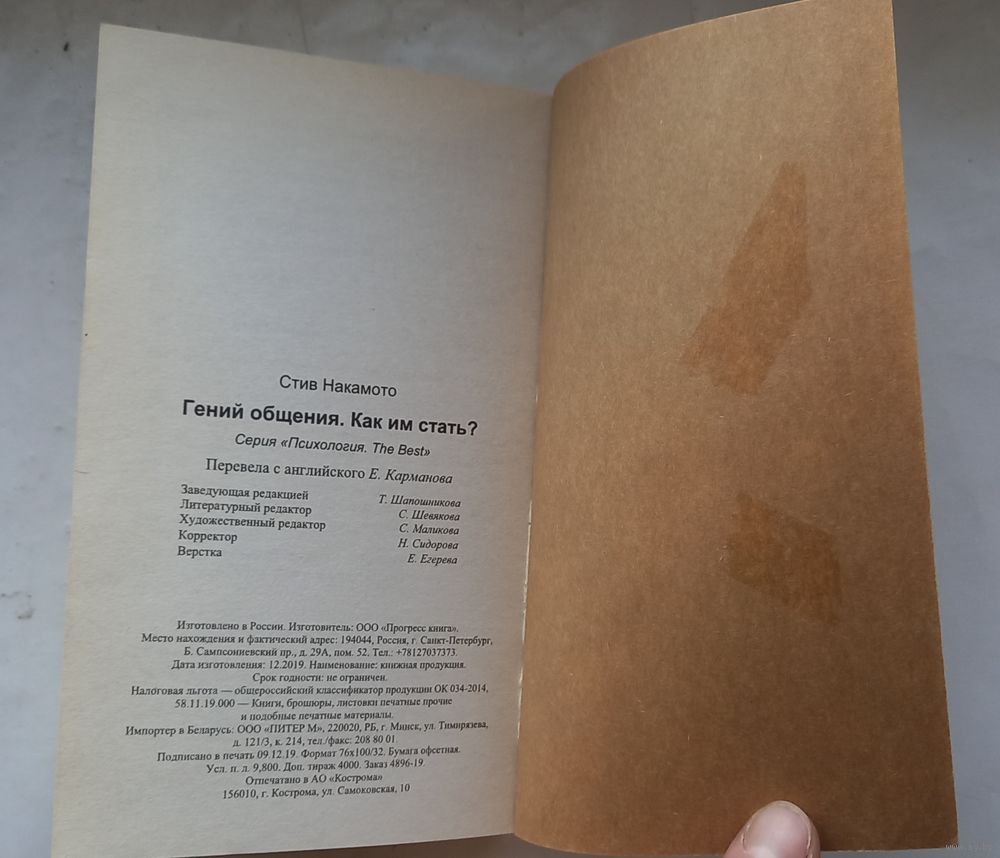 Стив Накамото
Гений общения. Как им стать?
Серия «Психология. The Best»
Перевела с английского Е. Карманова
Заведующая редакцией Т. Шапошникова
Литературный редактор С. Шевякова
Художественный редактор С. Маликова
Корректор Н. Сидорова
Верстка Е. Егерева
Изготовлено в России. Изготовитель: ООО «Прогресс книга».
Место нахождения и фактический адрес: 194044, Россия, г. Санкт-Петербург,
Б. Сампсониевский пр., д. 29А, пом. 52. Тел.: +78127037373.
Дата изготовления: 12.2019. Наименование: книжная продукция.
Срок годности: не ограничен.
Налоговая льгота — общероссийский классификатор продукции ОК 034-2014,
58.11.19.000 — Книги, брошюры, листовки печатные прочие
и подобные печатные материалы.
Импортер в Беларусь: ООО «ПИТЕР М», 220020, РБ, г. Минск, ул. Тимирязева,
д. 121/3, к. 214, тел./факс: 208 80 01.
Подписано в печать 09.12.19. Формат 76х100/32. Бумага офсетная.
Усл. п. л. 9,800. Доп. тираж 4000. Заказ 4896-19.
Отпечатано в АО «Кострома»
156010, г. Кострома, ул. Самоковская, 10